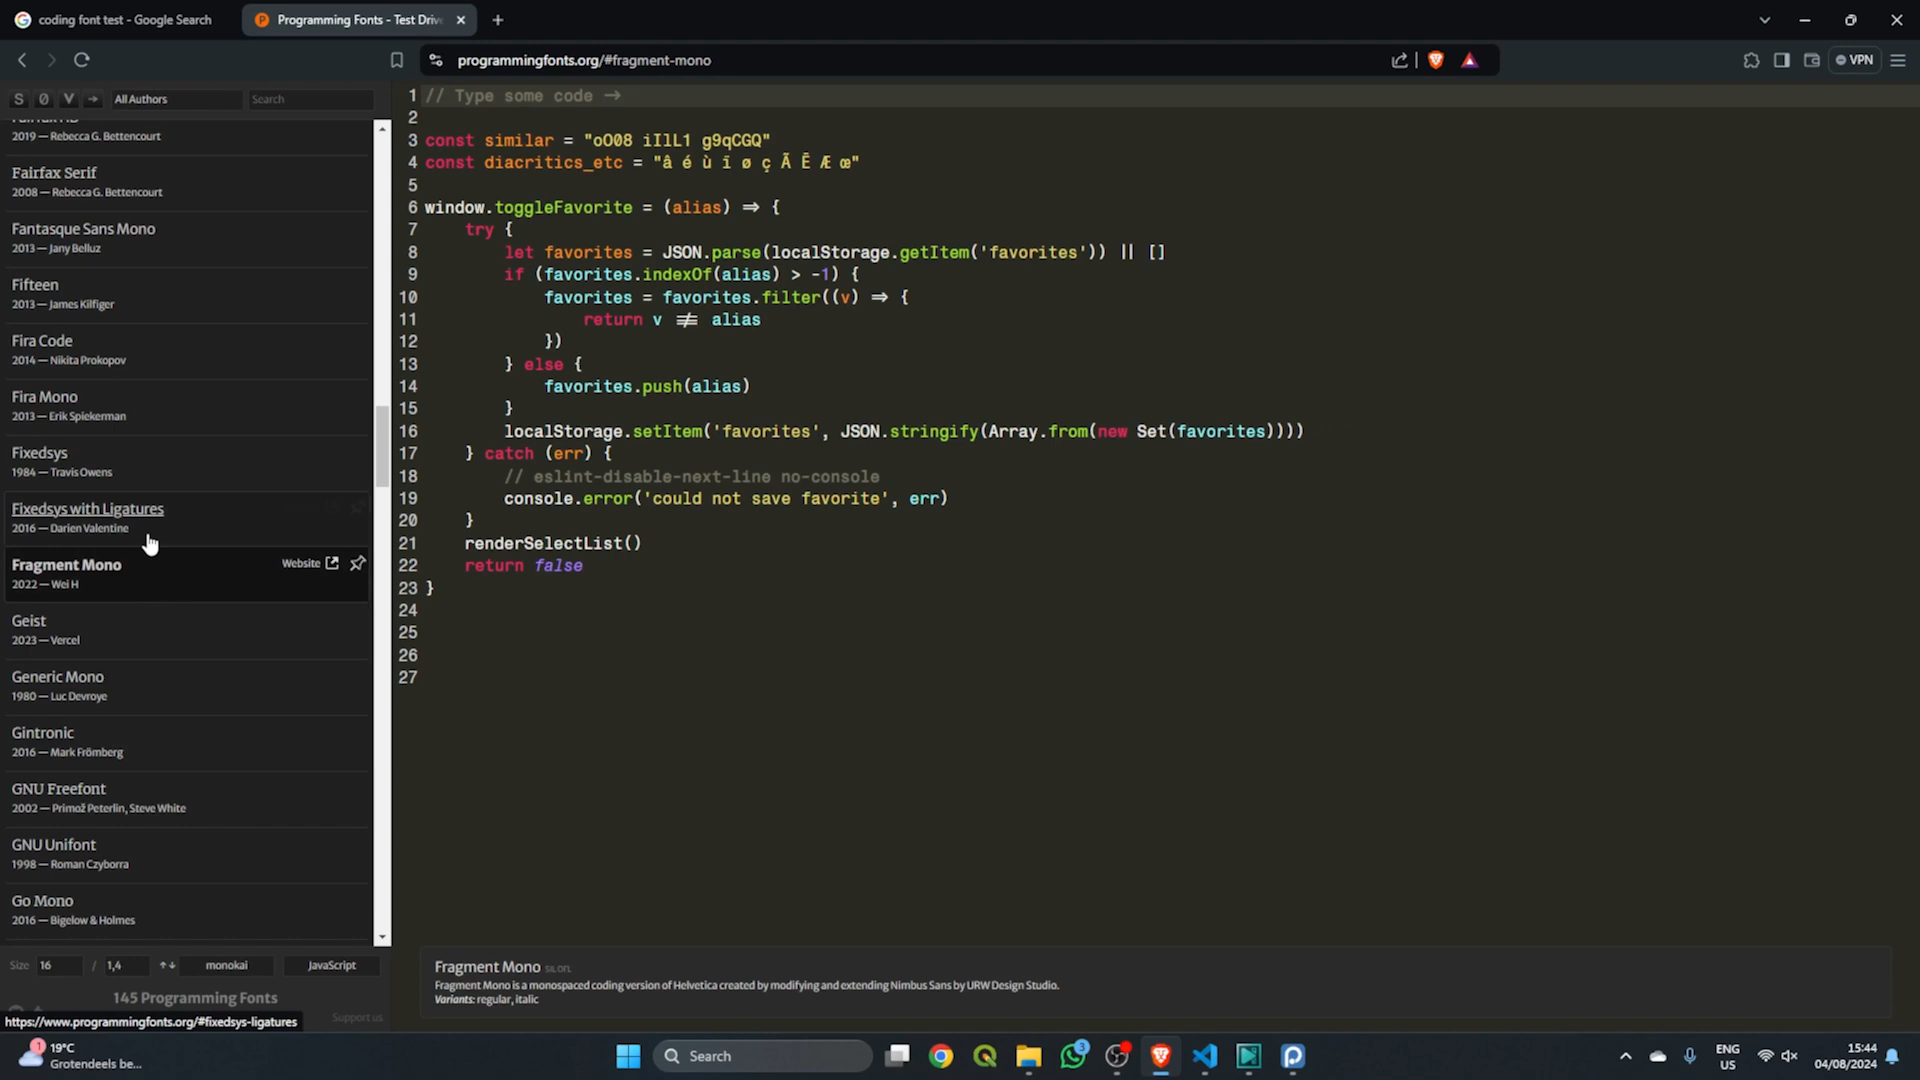 coding font test - Google Search
Programming Fonts - Test Driv
programmingfonts.org/#fragment-mono
VPN
S 0 V → All Authors Search
2019 — Rebecca G. Bettencourt
Fairfax Serif
2008 — Rebecca G. Bettencourt
Fantasque Sans Mono
2013 — Jany Belluz
Fifteen
2013 — James Kilfiger
Fira Code
2014 — Nikita Prokopov
Fira Mono
2013 — Erik Spiekerman
Fixedsys
1984 — Travis Owens
Fixedsys with Ligatures
2016 — Darien Valentine
Fragment Mono
Website
2022 — Wei H
Geist
2023 — Vercel
Generic Mono
1980 — Luc Devroye
Gintronic
2016 — Mark Frömberg
GNU Freefont
2002 — Primož Peterlin, Steve White
GNU Unifont
1998 — Roman Czyborra
Go Mono
2016 — Bigelow & Holmes
Size 16 / 1,4 ↑↓ monokai JavaScript
145 Programming Fonts
Support us
https://www.programmingfonts.org/#fixedsys-ligatures
1 // Type some code ->
2
3 const similar = "oO08 iIlL1 g9qCGQ"
4 const diacritics_etc = "â é ù ï ø ç Ã Ē Æ œ"
5
6 window.toggleFavorite = (alias) => {
7 try {
8 let favorites = JSON.parse(localStorage.getItem('favorites')) || []
9 if (favorites.indexOf(alias) > -1) {
10 favorites = favorites.filter((v) => {
11 return v !== alias
12 })
13 } else {
14 favorites.push(alias)
15 }
16 localStorage.setItem('favorites', JSON.stringify(Array.from(new Set(favorites))))
17 } catch (err) {
18 // eslint-disable-next-line no-console
19 console.error('could not save favorite', err)
20 }
21 renderSelectList()
22 return false
23 }
24
25
26
27
Fragment Mono SIL OFL
Fragment Mono is a monospaced coding version of Helvetica created by modifying and extending Nimbus Sans by URW Design Studio.
Variants: regular, italic
1
19°C
Grotendeels be...
Search
3
ENG
US
15:44
04/08/2024